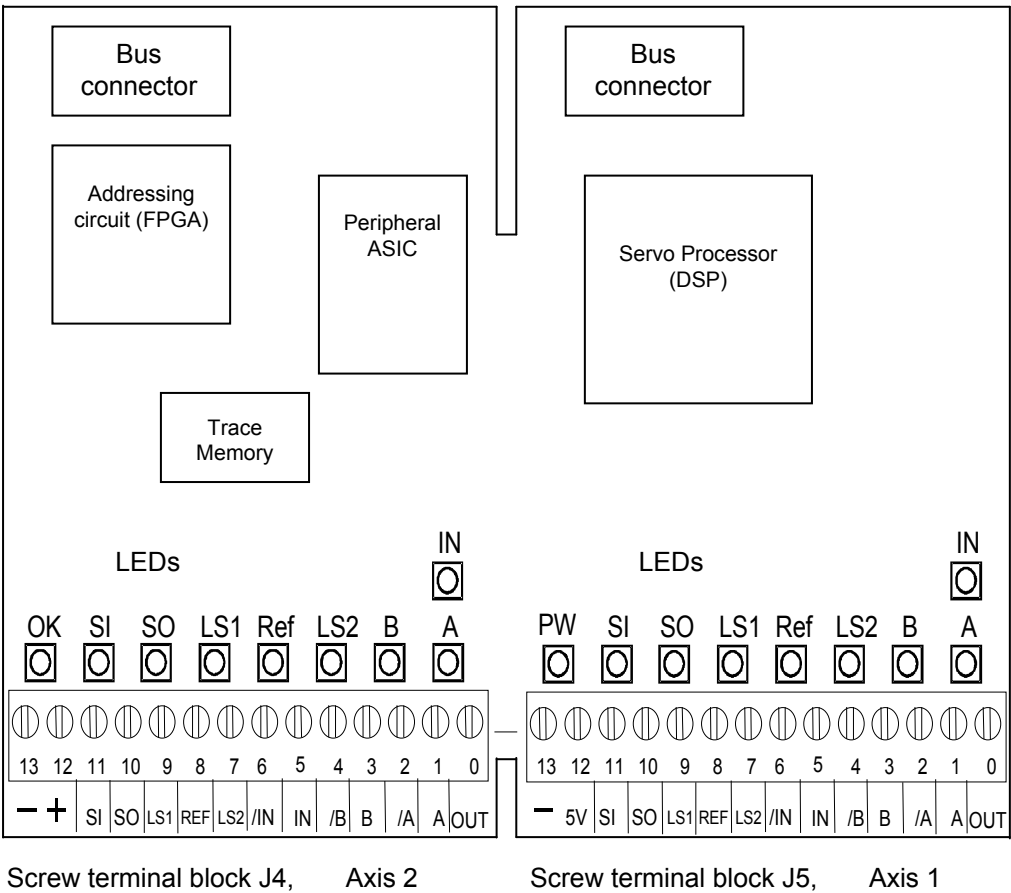 Bus
connector
Bus
connector
Addressing
circuit (FPGA)
Peripheral
ASIC
Servo Processor
(DSP)
Trace
Memory
LEDs
IN
LEDs
IN
OK SI SO LS1 Ref LS2 B A
PW SI SO LS1 Ref LS2 B A
13 12 11 10 9 8 7 6 5 4 3 2 1 0
13 12 11 10 9 8 7 6 5 4 3 2 1 0
− + SI SO LS1 REF LS2 /IN IN /B B /A A OUT
− 5V SI SO LS1 REF LS2 /IN IN /B B /A A OUT
Screw terminal block J4, Axis 2
Screw terminal block J5, Axis 1